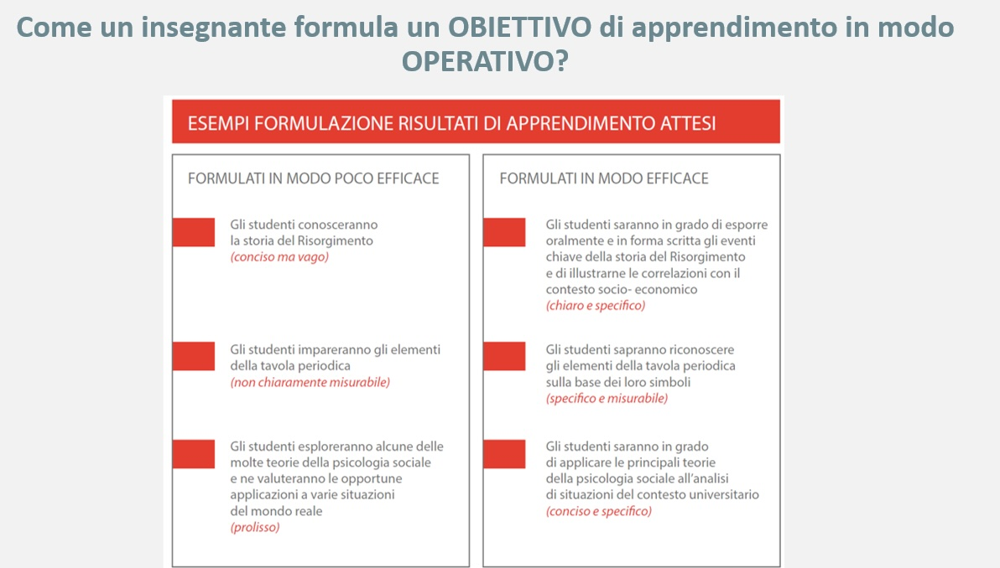 Come un insegnante formula un OBIETTIVO di apprendimento in modo
OPERATIVO?
ESEMPI FORMULAZIONE RISULTATI DI APPRENDIMENTO ATTESI
FORMULATI IN MODO POCO EFFICACE
Gli studenti conosceranno
la storia del Risorgimento
(conciso ma vago)
Gli studenti impareranno gli elementi
della tavola periodica
(non chiaramente misurabile)
Gli studenti esploreranno alcune delle
molte teorie della psicologia sociale
e ne valuteranno le opportune
applicazioni a varie situazioni
del mondo reale
(prolisso)
FORMULATI IN MODO EFFICACE
Gli studenti saranno in grado di esporre
oralmente e in forma scritta gli eventi
chiave della storia del Risorgimento
e di illustrarne le correlazioni con il
contesto socio- economico
(chiaro e specifico)
Gli studenti sapranno riconoscere
gli elementi della tavola periodica
sulla base dei loro simboli
(specifico e misurabile)
Gli studenti saranno in grado
di applicare le principali teorie
della psicologia sociale all'analisi
di situazioni del contesto universitario
(conciso e specifico)